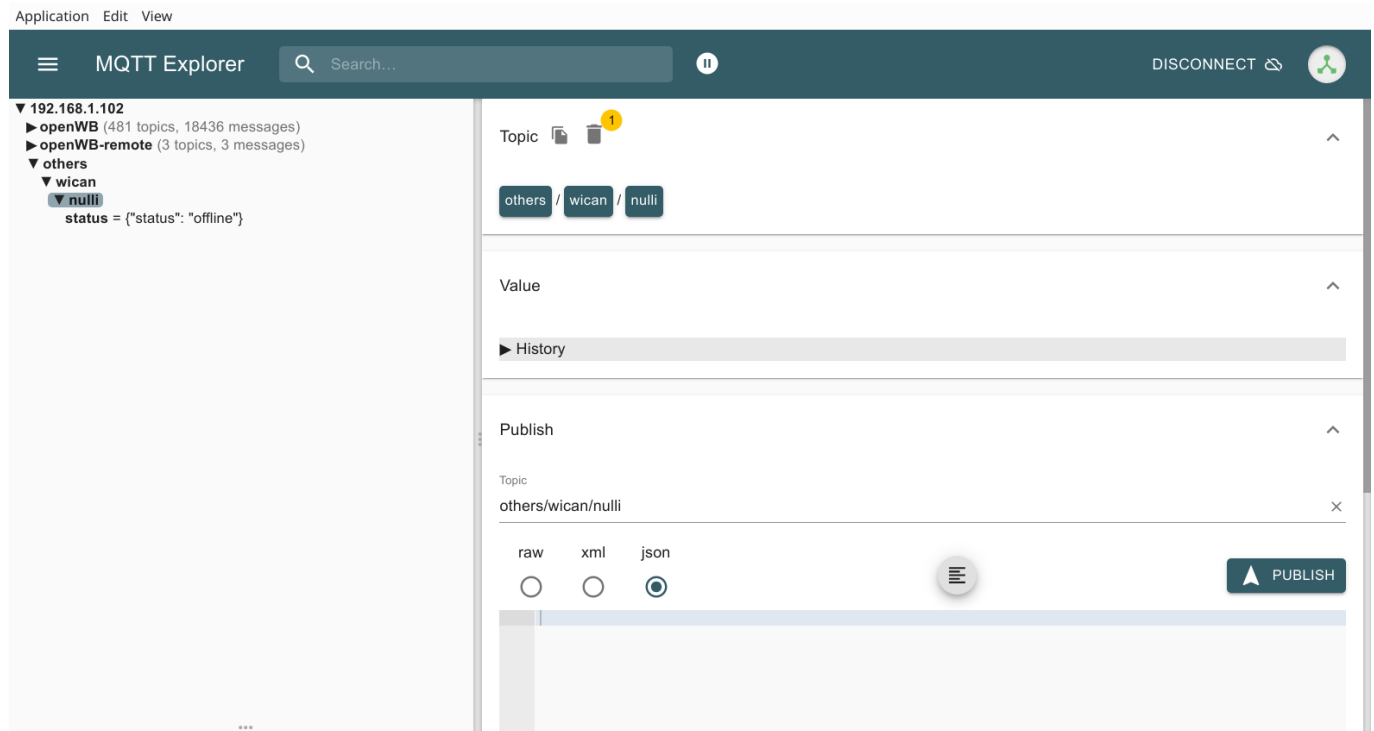 Application Edit View
MQTT Explorer Search... DISCONNECT
▼ 192.168.1.102
▶ openWB (481 topics, 18436 messages)
▶ openWB-remote (3 topics, 3 messages)
▼ others
▼ wican
▼ nulli
status = {"status": "offline"}
Topic 1
others / wican / nulli
Value
▶ History
Publish
Topic
others/wican/nulli
raw xml json
PUBLISH